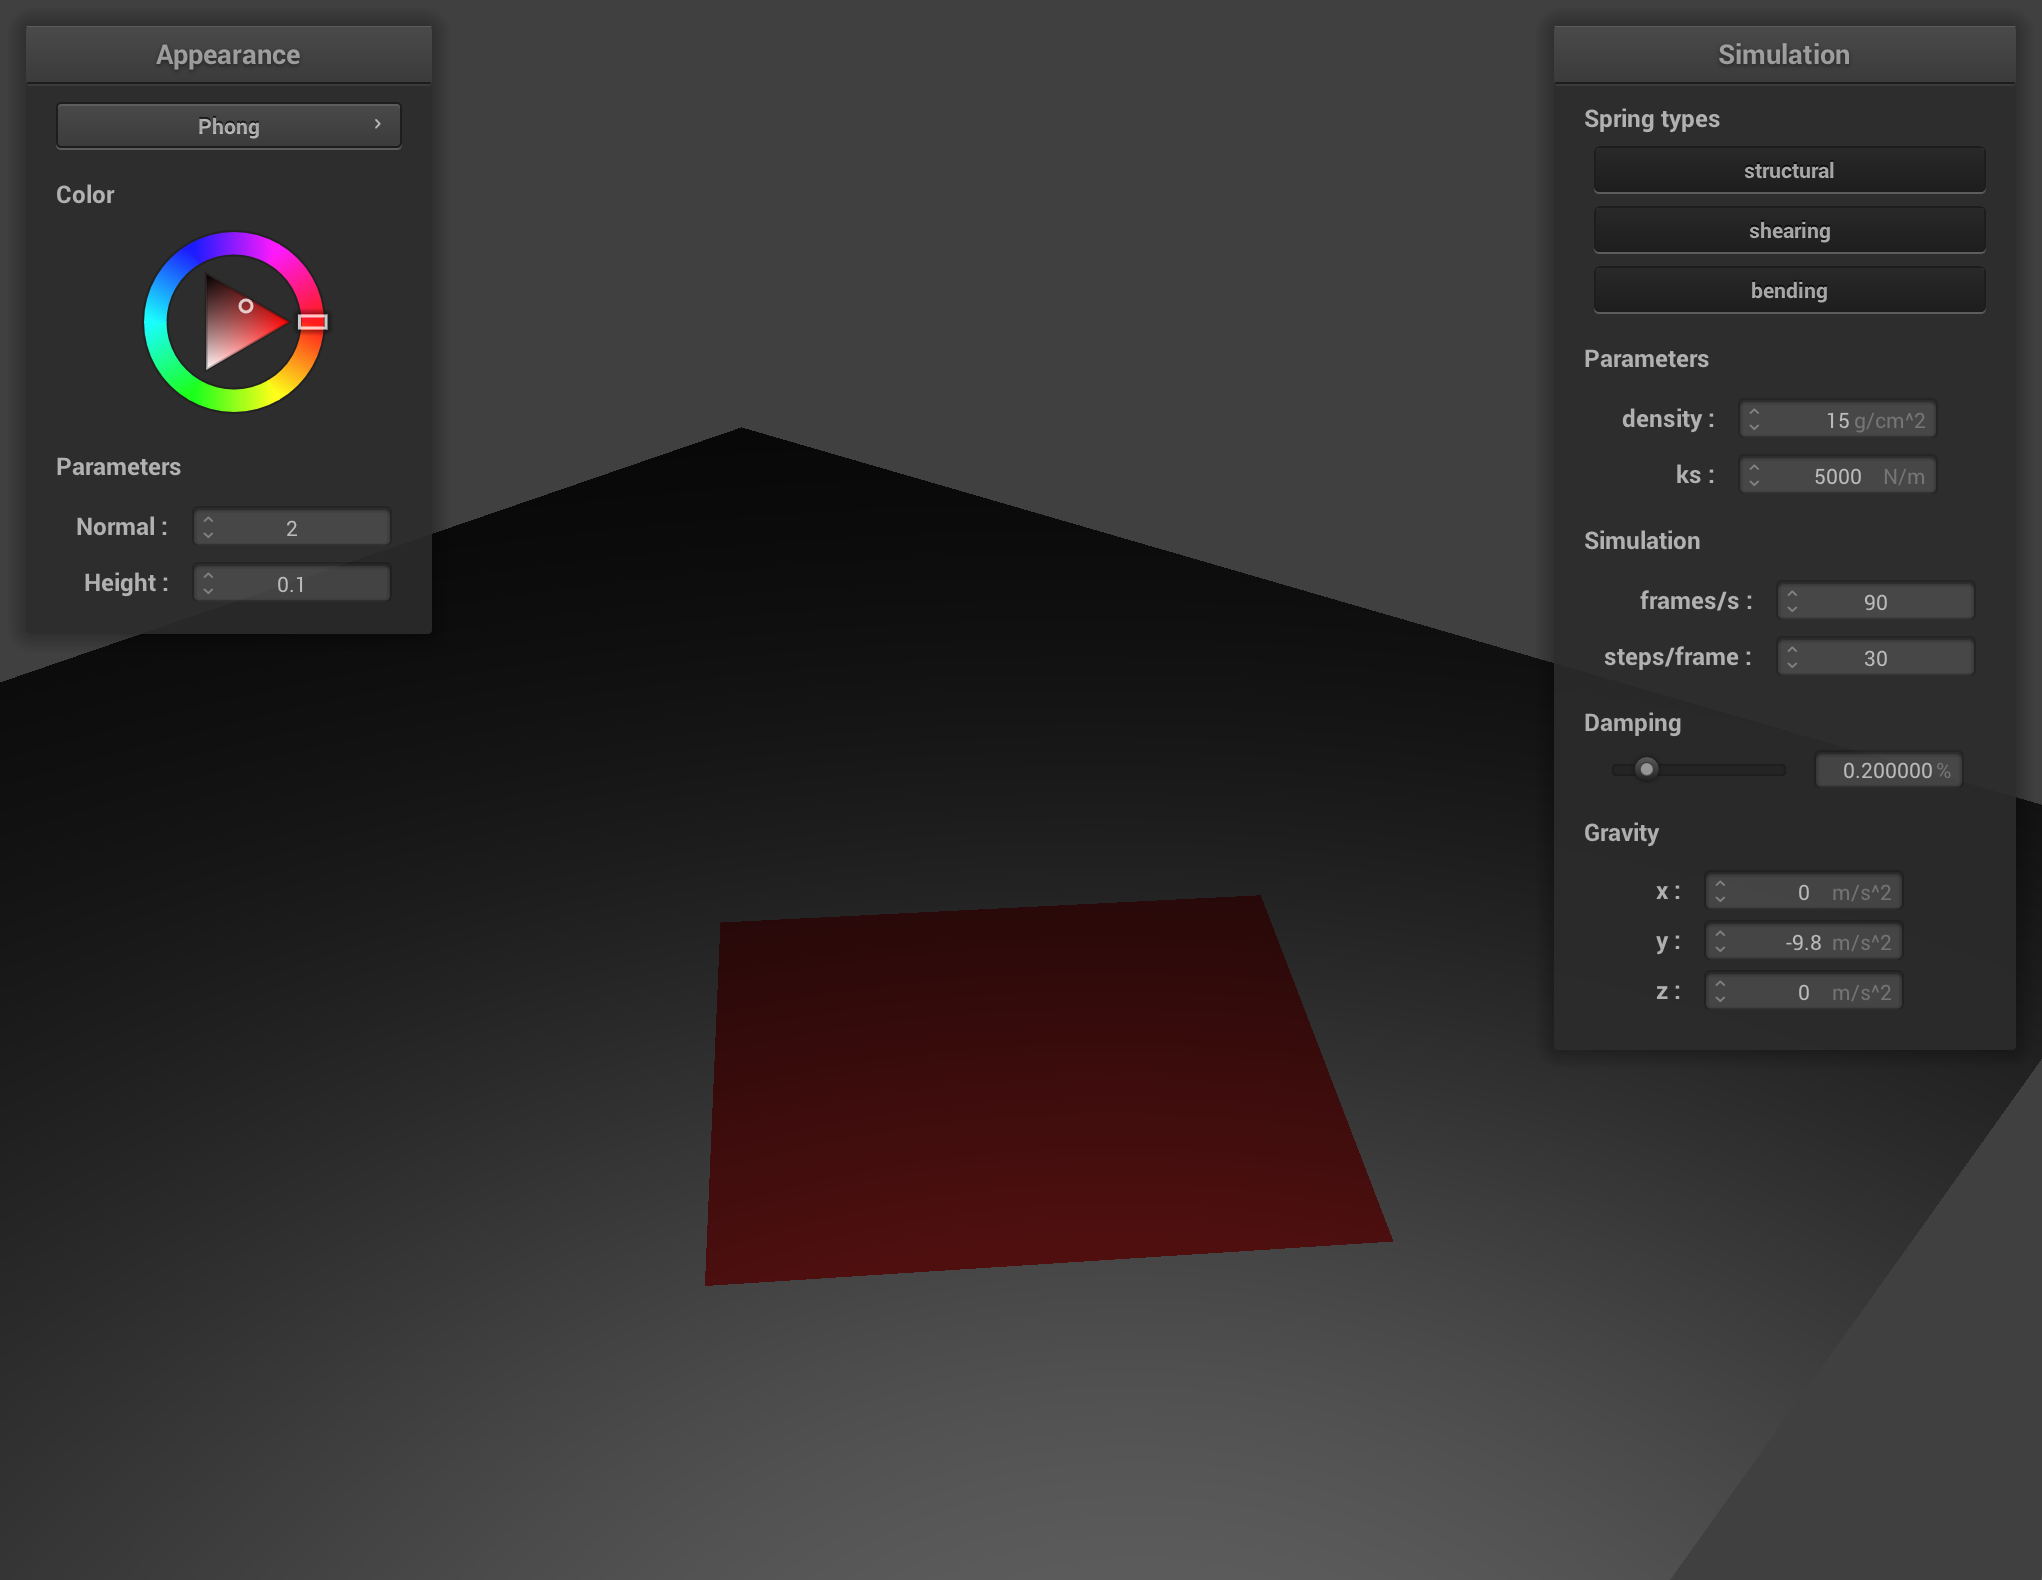 Appearance
Phong
Color
Parameters
Normal : 2
Height : 0.1
Simulation
Spring types
structural
shearing
bending
Parameters
density : 15 g/cm^2
ks : 5000 N/m
Simulation
frames/s : 90
steps/frame : 30
Damping
0.200000 %
Gravity
x : 0 m/s^2
y : -9.8 m/s^2
z : 0 m/s^2